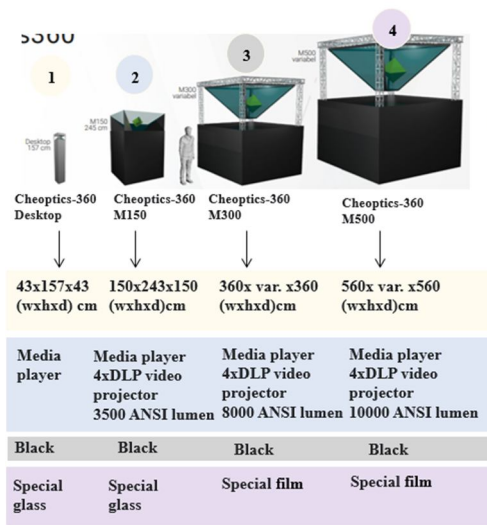 s360
1
2
3
4
Desktop
157 cm
M150
245 cm
M300
variabel
M500
variabel
Cheoptics-360
Desktop
Cheoptics-360
M150
Cheoptics-360
M300
Cheoptics-360
M500
43x157x43
(wxhxd) cm
150x243x150
(wxhxd)cm
360x var. x360
(wxhxd)cm
560x var. x560
(wxhxd)cm
Media
player
Media player
4xDLP video
projector
3500 ANSI lumen
Media player
4xDLP video
projector
8000 ANSI lumen
Media player
4xDLP video
projector
10000 ANSI lumen
Black
Black
Black
Black
Special
glass
Special
glass
Special film
Special film